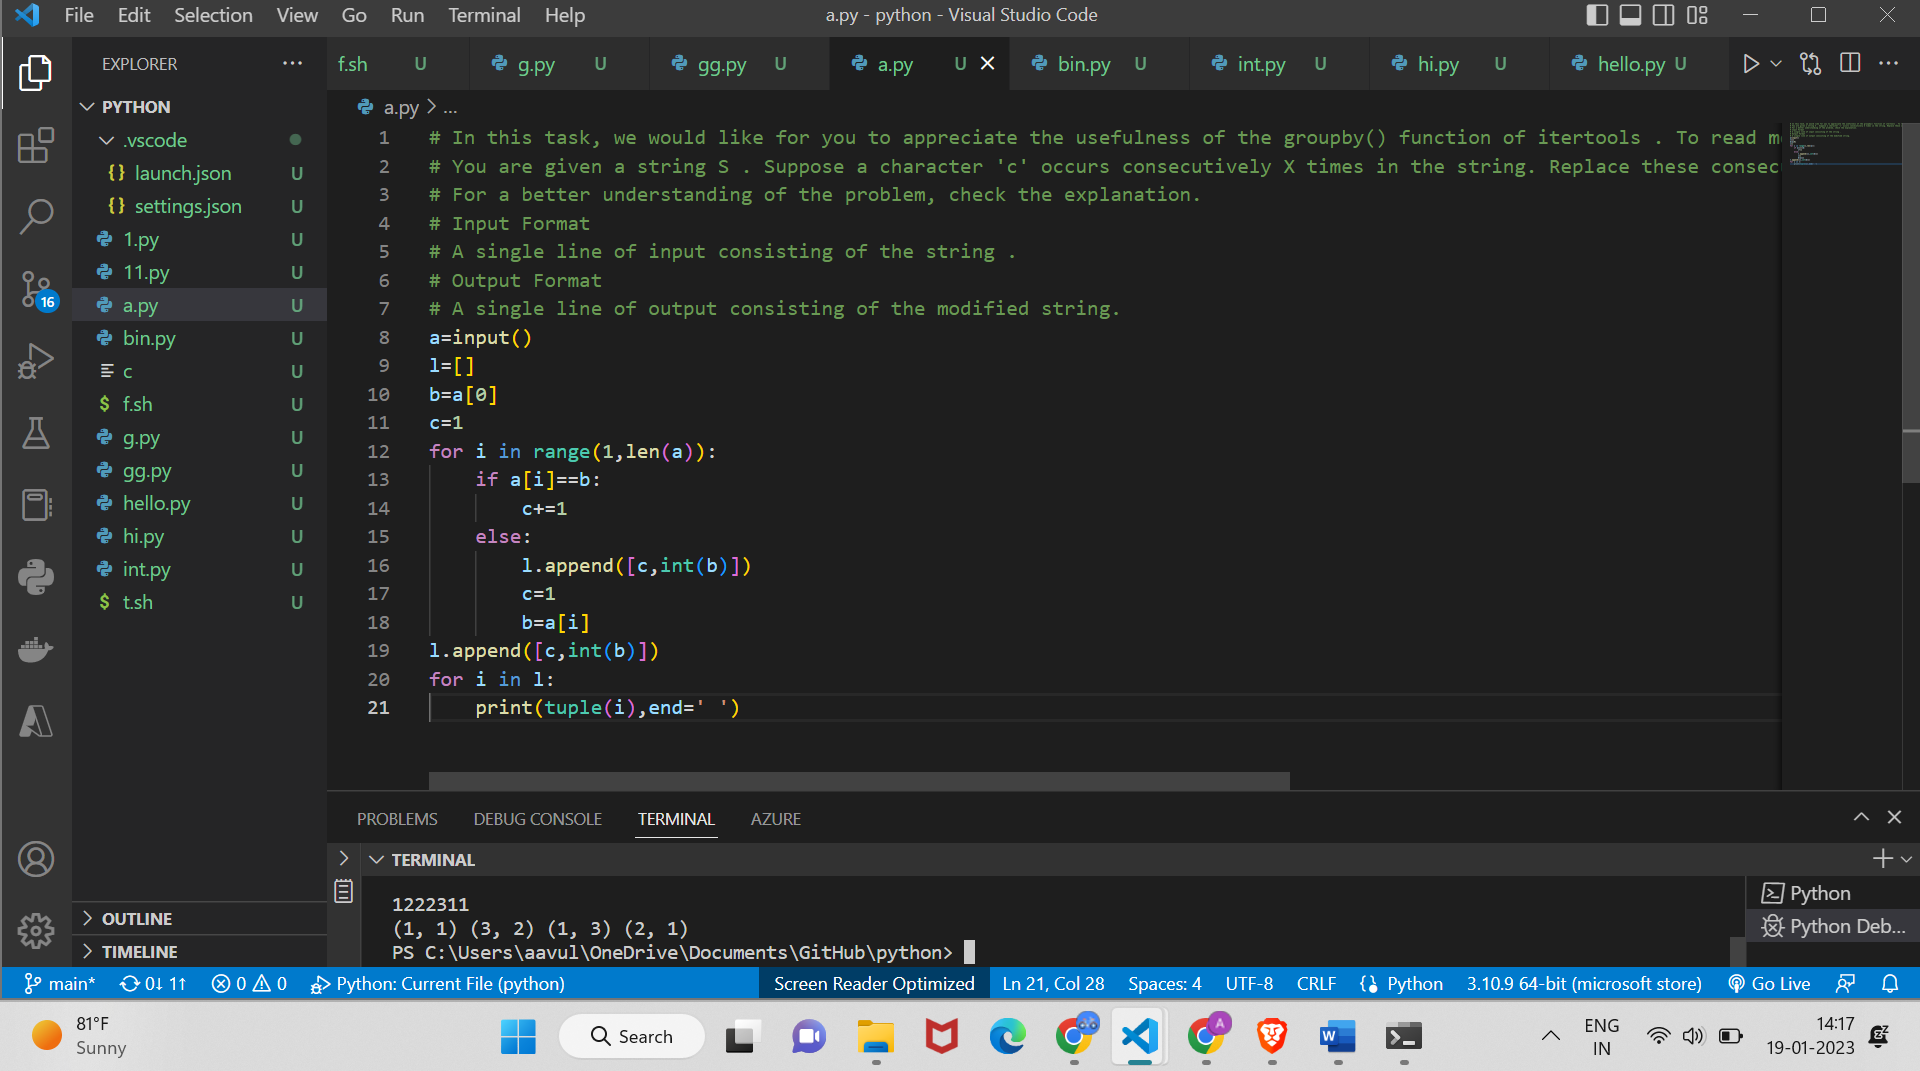 File Edit Selection View Go Run Terminal Help a.py - python - Visual Studio Code
EXPLORER
f.sh U g.py U gg.py U a.py U bin.py U int.py U hi.py U hello.py U
PYTHON
.vscode
{} launch.json U
{} settings.json U
1.py U
11.py U
a.py U
bin.py U
c U
$ f.sh U
g.py U
gg.py U
hello.py U
hi.py U
int.py U
$ t.sh U
OUTLINE
TIMELINE
16
a.py > ...
1 # In this task, we would like for you to appreciate the usefulness of the groupby() function of itertools . To read
2 # You are given a string S . Suppose a character 'c' occurs consecutively X times in the string. Replace these
3 # For a better understanding of the problem, check the explanation.
4 # Input Format
5 # A single line of input consisting of the string .
6 # Output Format
7 # A single line of output consisting of the modified string.
8 a=input()
9 l=[]
10 b=a[0]
11 c=1
12 for i in range(1,len(a)):
13     if a[i]==b:
14         c+=1
15     else:
16         l.append([c,int(b)])
17         c=1
18         b=a[i]
19 l.append([c,int(b)])
20 for i in l:
21     print(tuple(i),end=' ')
PROBLEMS DEBUG CONSOLE TERMINAL AZURE
TERMINAL
1222311
(1, 1) (3, 2) (1, 3) (2, 1)
PS C:\Users\aavul\OneDrive\Documents\GitHub\python>
Python
Python Deb...
main* 0↓ 1↑ 0 0 Python: Current File (python) Screen Reader Optimized Ln 21, Col 28 Spaces: 4 UTF-8 CRLF {} Python 3.10.9 64-bit (microsoft store) Go Live
81°F
Sunny
Search
A
W
ENG
IN
14:17
19-01-2023